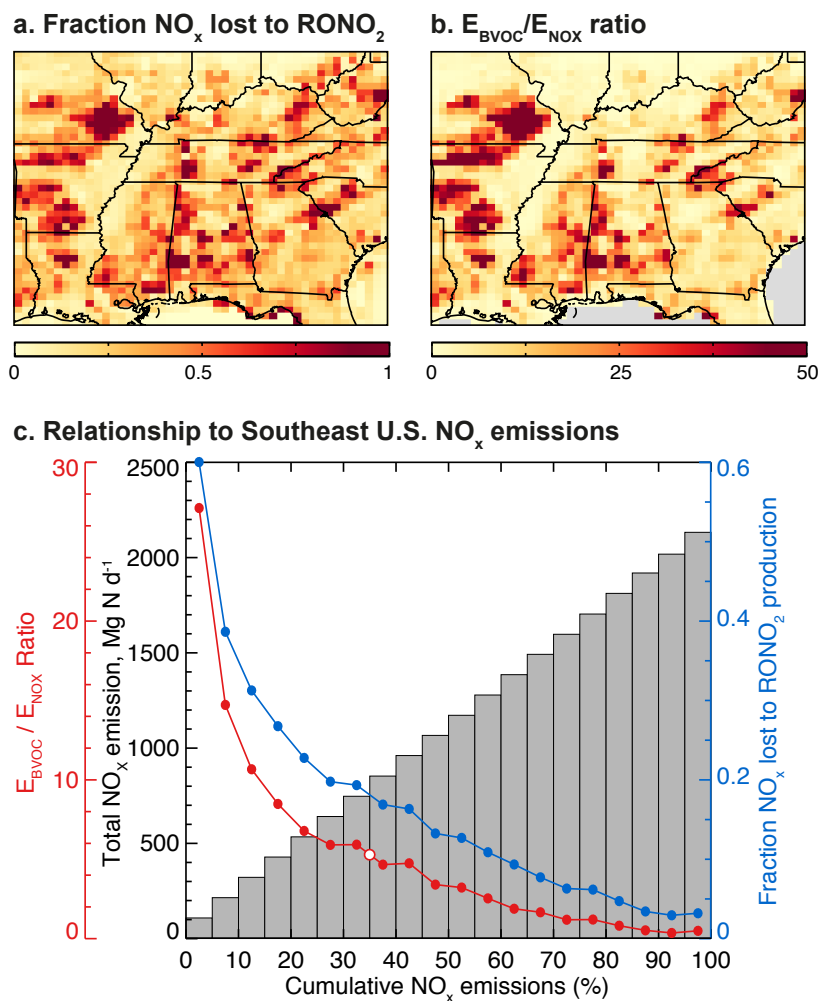 a. Fraction NOx lost to RONO2
b. EBVOC/ENOX ratio
0 0.5 1
0 25 50
c. Relationship to Southeast U.S. NOx emissions
30
20
10
0
EBVOC / ENOX Ratio
2500
2000
1500
1000
500
0
Total NOX emission, Mg N d-1
0.6
0.4
0.2
0
Fraction NOx lost to RONO2 production
0 10 20 30 40 50 60 70 80 90 100
Cumulative NOx emissions (%)